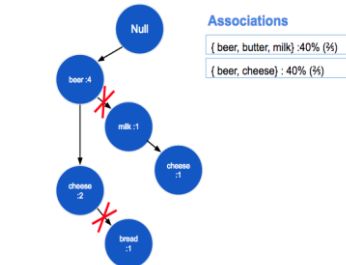 Null
Associations
{ beer, butter, milk} :40% (⅖)
{ beer, cheese} : 40% (⅖)
beer :4
milk :1
cheese
:1
cheese
:2
bread
:1